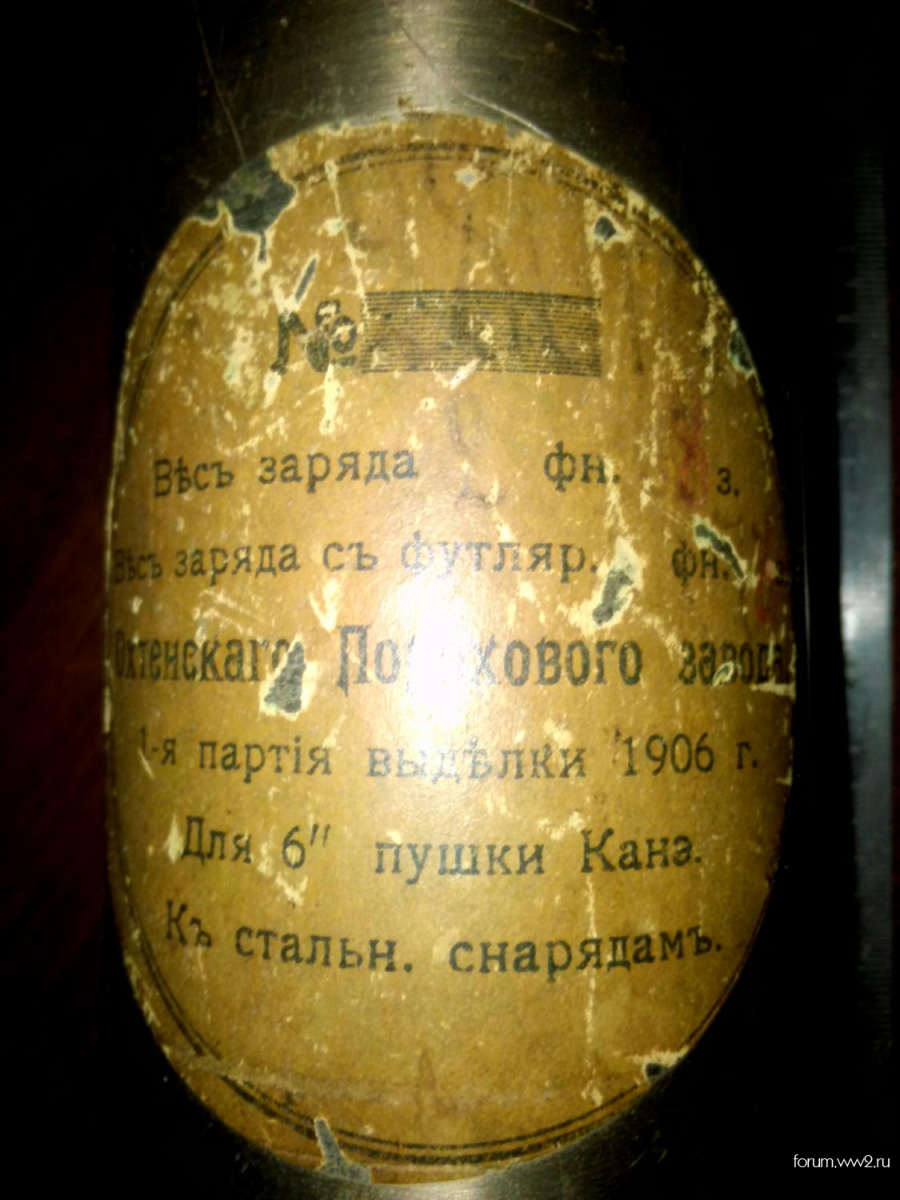 №
Вѣсъ заряда фн. 8 з.
Вѣсъ заряда съ футляр. фн.
Охтенскаго Порохового завода
1-я партія выдѣлки 1906 г.
Для 6" пушки Канэ.
Къ стальн. снарядамъ.
forum.ww2.ru